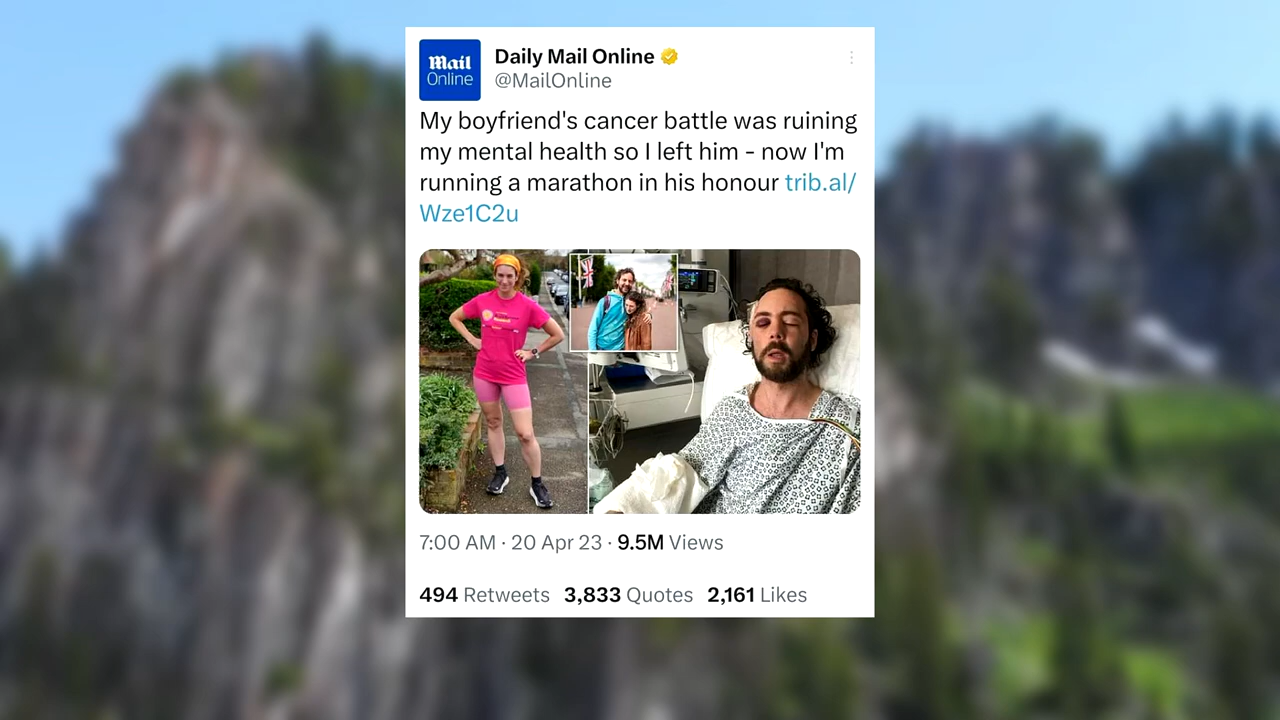 Mail
Online
Daily Mail Online
@MailOnline
My boyfriend's cancer battle was ruining
my mental health so I left him - now I'm
running a marathon in his honour trib.al/
Wze1C2u
7:00 AM · 20 Apr 23 · 9.5M Views
494 Retweets 3,833 Quotes 2,161 Likes